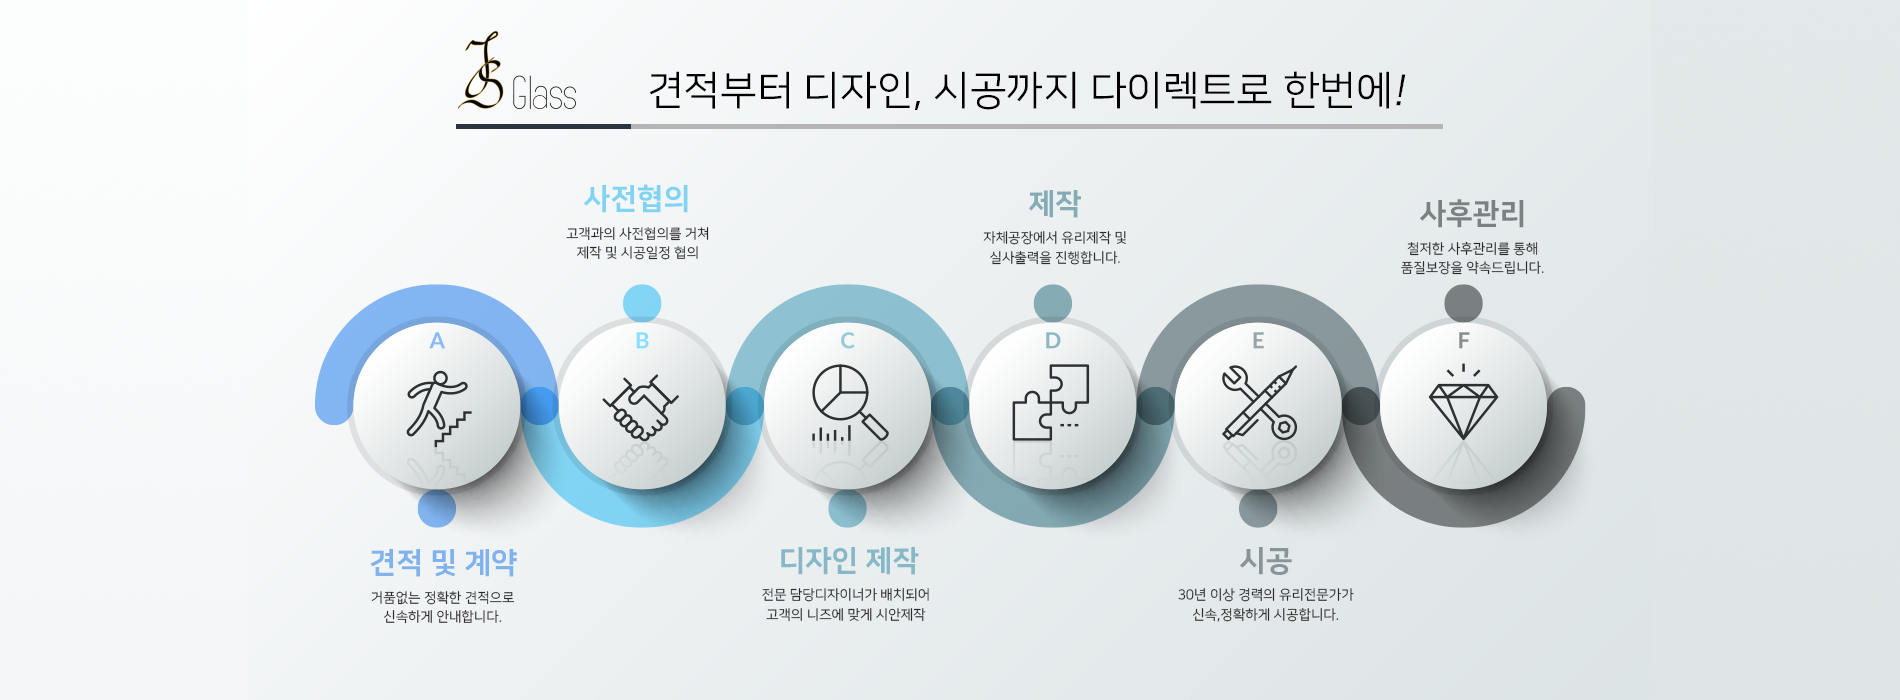 JS Glass
견적부터 디자인, 시공까지 다이렉트로 한번에!
A
견적 및 계약
거품없는 정확한 견적으로
신속하게 안내합니다.
사전협의
고객과의 사전협의를 거쳐
제작 및 시공일정 협의
B
C
디자인 제작
전문 담당디자이너가 배치되어
고객의 니즈에 맞게 시안제작
제작
자체공장에서 유리제작 및
실사출력을 진행합니다.
D
E
시공
30년 이상 경력의 유리전문가가
신속,정확하게 시공합니다.
사후관리
철저한 사후관리를 통해
품질보장을 약속드립니다.
F